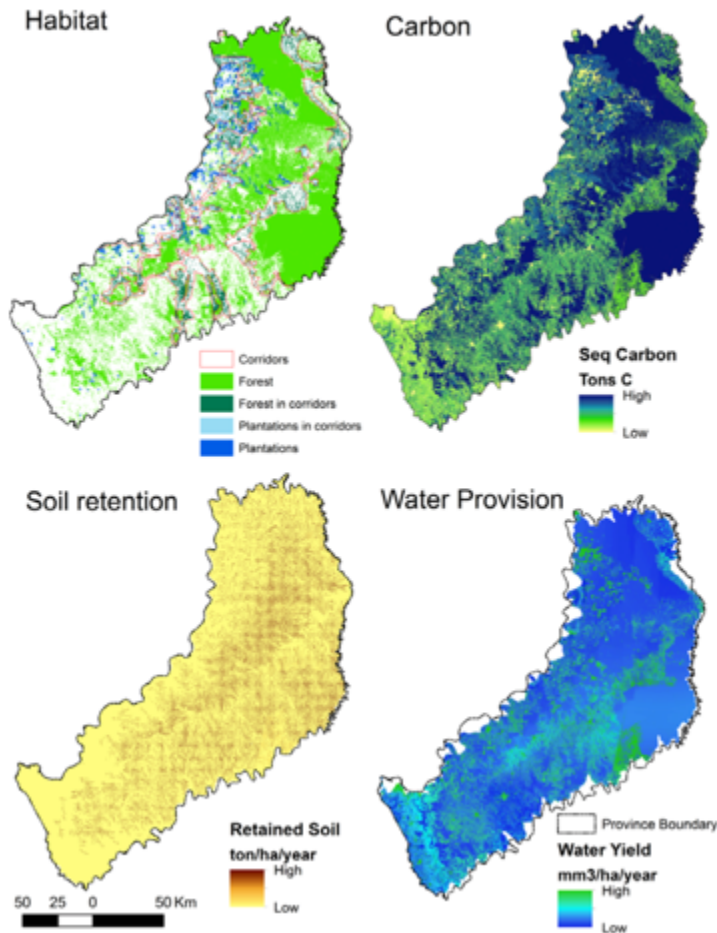 Habitat
Carbon
Corridors
Forest
Forest in corridors
Plantations in corridors
Plantations
Seq Carbon
Tons C
High
Low
Soil retention
Water Provision
Retained Soil
ton/ha/year
High
Low
50 25 0 50 Km
Province Boundary
Water Yield
mm3/ha/year
High
Low